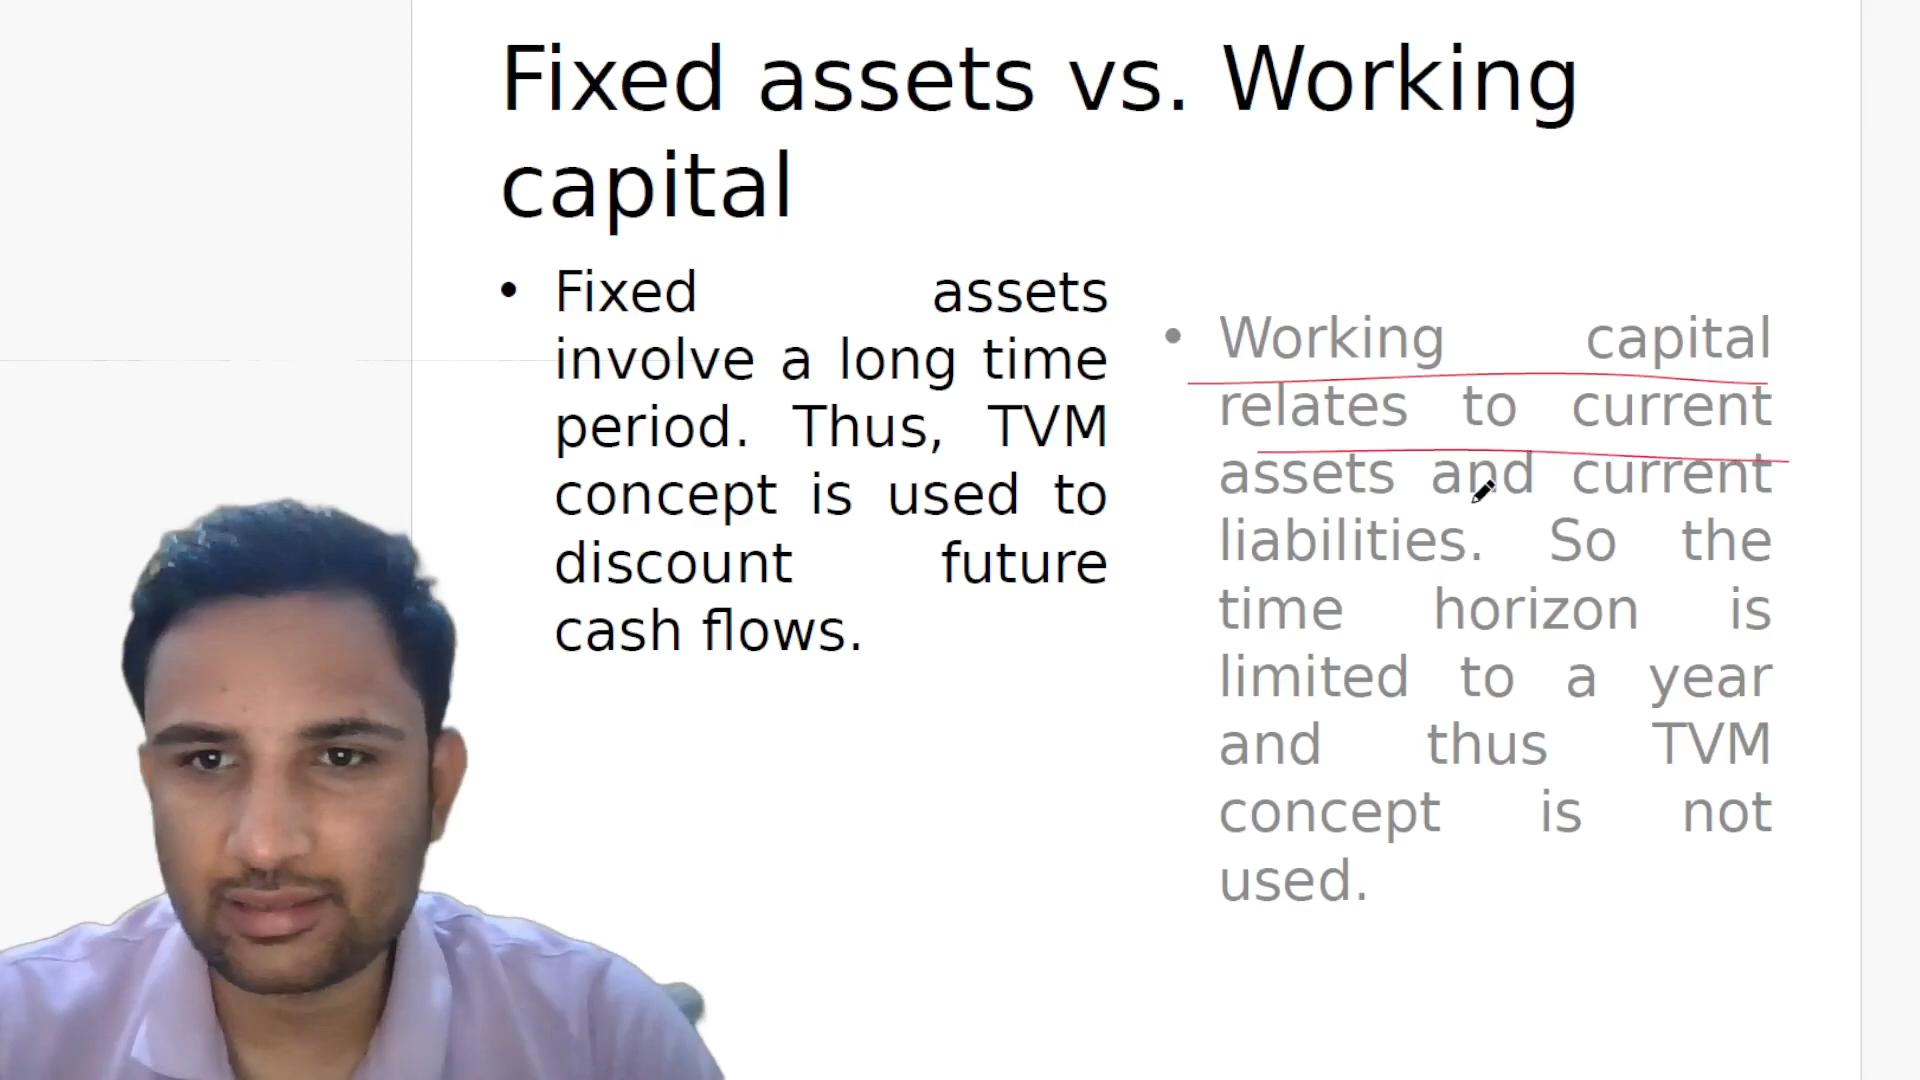 Fixed assets vs. Working
capital
• Fixed assets
involve a long time
period. Thus, TVM
concept is used to
discount future
cash flows.
• Working capital
relates to current
assets and current
liabilities. So the
time horizon is
limited to a year
and thus TVM
concept is not
used.